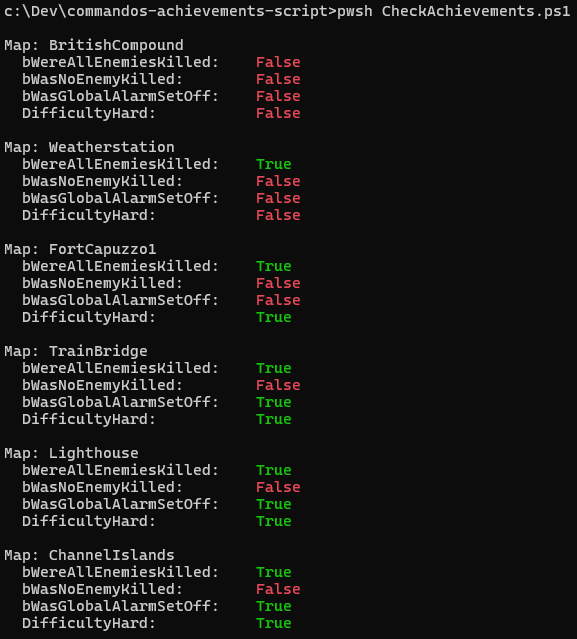 c:\Dev\commandos-achievements-script>pwsh CheckAchievements.ps1
Map: BritishCompound
bWereAllEnemiesKilled: False
bWasNoEnemyKilled: False
bWasGlobalAlarmSetOff: False
DifficultyHard: False
Map: Weatherstation
bWereAllEnemiesKilled: True
bWasNoEnemyKilled: False
bWasGlobalAlarmSetOff: False
DifficultyHard: False
Map: FortCapuzzo1
bWereAllEnemiesKilled: True
bWasNoEnemyKilled: False
bWasGlobalAlarmSetOff: False
DifficultyHard: True
Map: TrainBridge
bWereAllEnemiesKilled: True
bWasNoEnemyKilled: False
bWasGlobalAlarmSetOff: True
DifficultyHard: True
Map: Lighthouse
bWereAllEnemiesKilled: True
bWasNoEnemyKilled: False
bWasGlobalAlarmSetOff: True
DifficultyHard: True
Map: ChannelIslands
bWereAllEnemiesKilled: True
bWasNoEnemyKilled: False
bWasGlobalAlarmSetOff: True
DifficultyHard: True